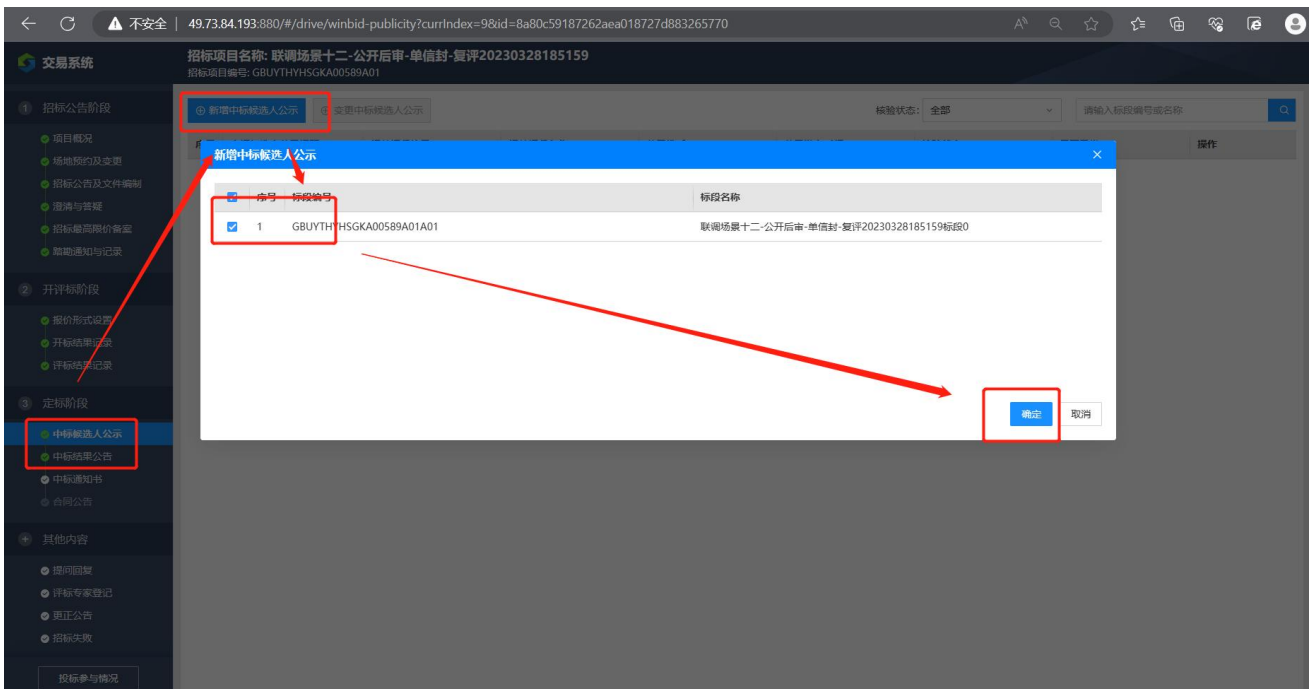 不安全 | 49.73.84.193:880/#/drive/winbid-publicity?currIndex=9&id=8a80c59187262aea018727d883265770
交易系统
招标项目名称: 联调场景十二-公开后审-单信封-复评20230328185159
招标项目编号: GBUYTHYHSGKA00589A01
1 招标公告阶段
项目概况
场地预约及变更
招标公告及文件编制
澄清与答疑
招标最高限价备案
踏勘通知与记录
2 开评标阶段
报价形式设置
开标结果记录
评标结果记录
3 定标阶段
中标候选人公示
中标结果公告
中标通知书
合同公告
其他内容
提问回复
评标专家登记
更正公告
招标失败
投标参与情况
新增中标候选人公示
变更中标候选人公示
核验状态: 全部
请输入标段编号或名称
操作
新增中标候选人公示
序号 标段编号 标段名称
1 GBUYTHYHSGKA00589A01A01 联调场景十二-公开后审-单信封-复评20230328185159标段0
确定 取消